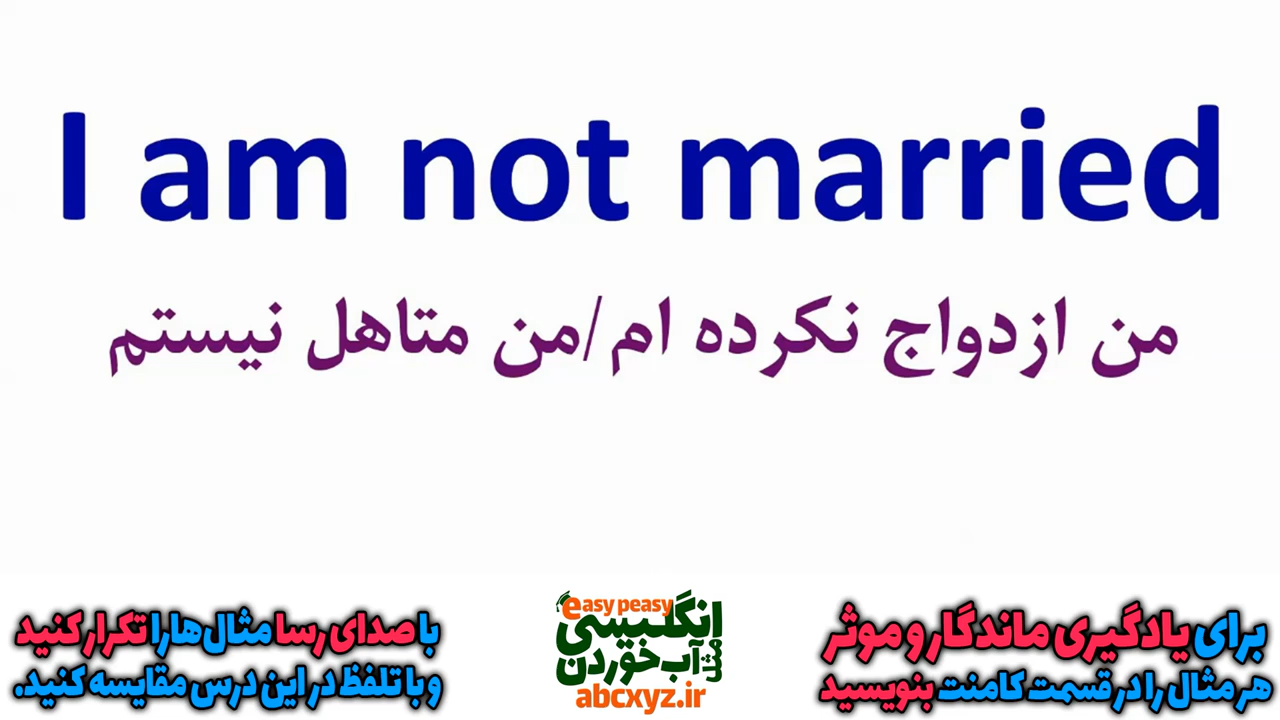 I am not married
من ازدواج نکرده ام/من متاهل نیستم
برای یادگیری ماندگار و موثر
هر مثال را در قسمت کامنت بنویسید
easy peasy
انگلیسی
مثل آب خوردن
abcxyz.ir
با صدای رسا مثال‌ها را تکرار کنید
و با تلفظ در این درس مقایسه کنید.